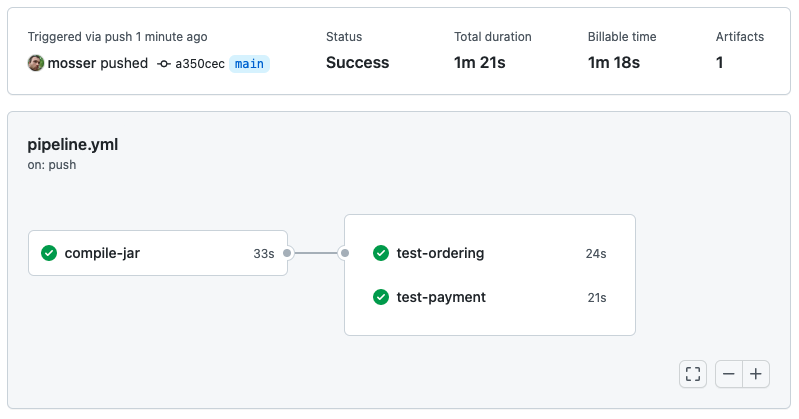 Triggered via push 1 minute ago
mosser pushed a350cec main
Status
Success
Total duration
1m 21s
Billable time
1m 18s
Artifacts
1
pipeline.yml
on: push
compile-jar 33s
test-ordering 24s
test-payment 21s